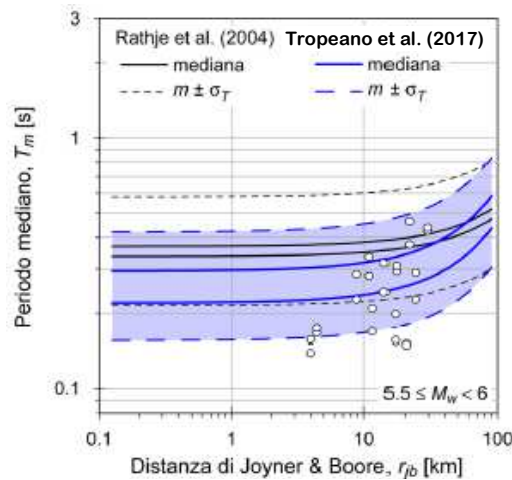 3
Rathje et al. (2004) Tropeano et al. (2017)
mediana mediana
m ± σT m ± σT
1
Periodo mediano, Tm [s]
0.1
5.5 ≤ Mw < 6
0.1 1 10 100
Distanza di Joyner & Boore, rjb [km]